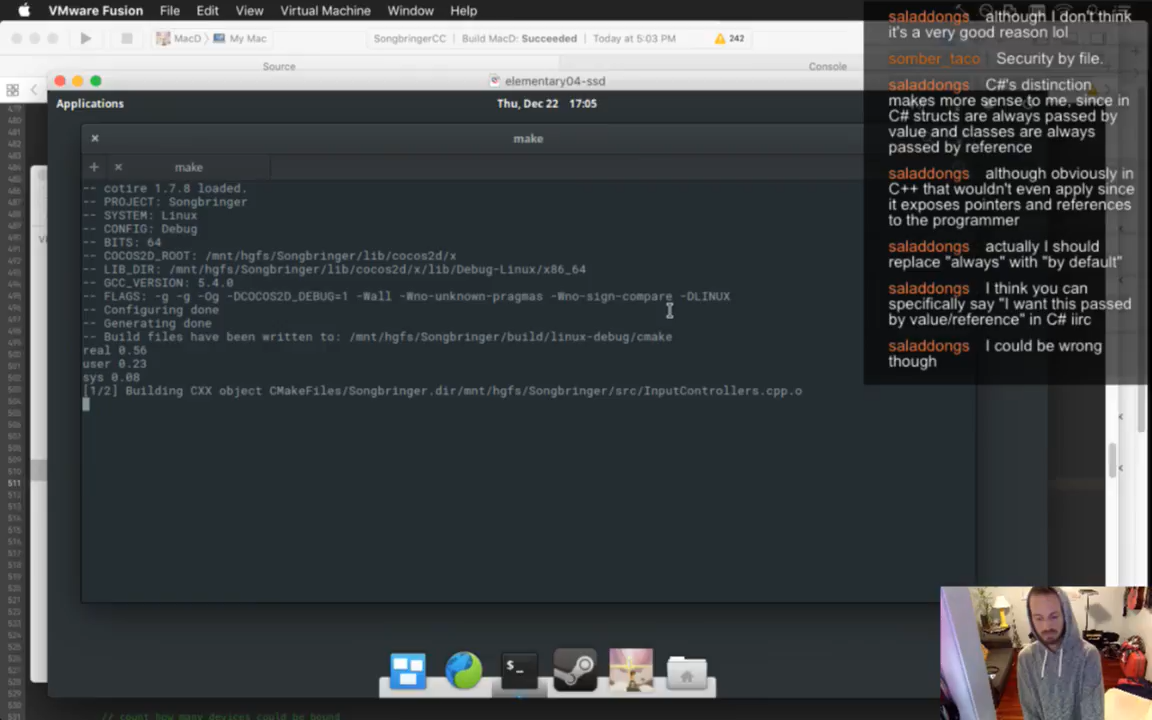 VMware Fusion File Edit View Virtual Machine Window Help
MacD > My Mac
SongbringerCC | Build MacD: Succeeded | Today at 5:03 PM
242
Source
Console
elementary04-ssd
Applications
Thu, Dec 22 17:05
make
make
-- cotire 1.7.8 loaded.
-- PROJECT: Songbringer
-- SYSTEM: Linux
-- CONFIG: Debug
-- BITS: 64
-- COCOS2D_ROOT: /mnt/hgfs/Songbringer/lib/cocos2d/x
-- LIB_DIR: /mnt/hgfs/Songbringer/lib/cocos2d/x/lib/Debug-Linux/x86_64
-- GCC_VERSION: 5.4.0
-- FLAGS: -g -g -Og -DCOCOS2D_DEBUG=1 -Wall -Wno-unknown-pragmas -Wno-sign-compare -DLINUX
-- Configuring done
-- Generating done
-- Build files have been written to: /mnt/hgfs/Songbringer/build/linux-debug/cmake
real 0.56
user 0.23
sys 0.08
[1/2] Building CXX object CMakeFiles/Songbringer.dir/mnt/hgfs/Songbringer/src/InputControllers.cpp.o
saladdongs although I don't think
it's a very good reason lol
somber_taco Security by file.
saladdongs C#'s distinction
makes more sense to me, since in
C# structs are always passed by
value and classes are always
passed by reference
saladdongs although obviously in
C++ that wouldn't even apply since
it exposes pointers and references
to the programmer
saladdongs actually I should
replace "always" with "by default"
saladdongs I think you can
specifically say "I want this passed
by value/reference" in C# iirc
saladdongs I could be wrong
though
511
// count how many devices could be bound